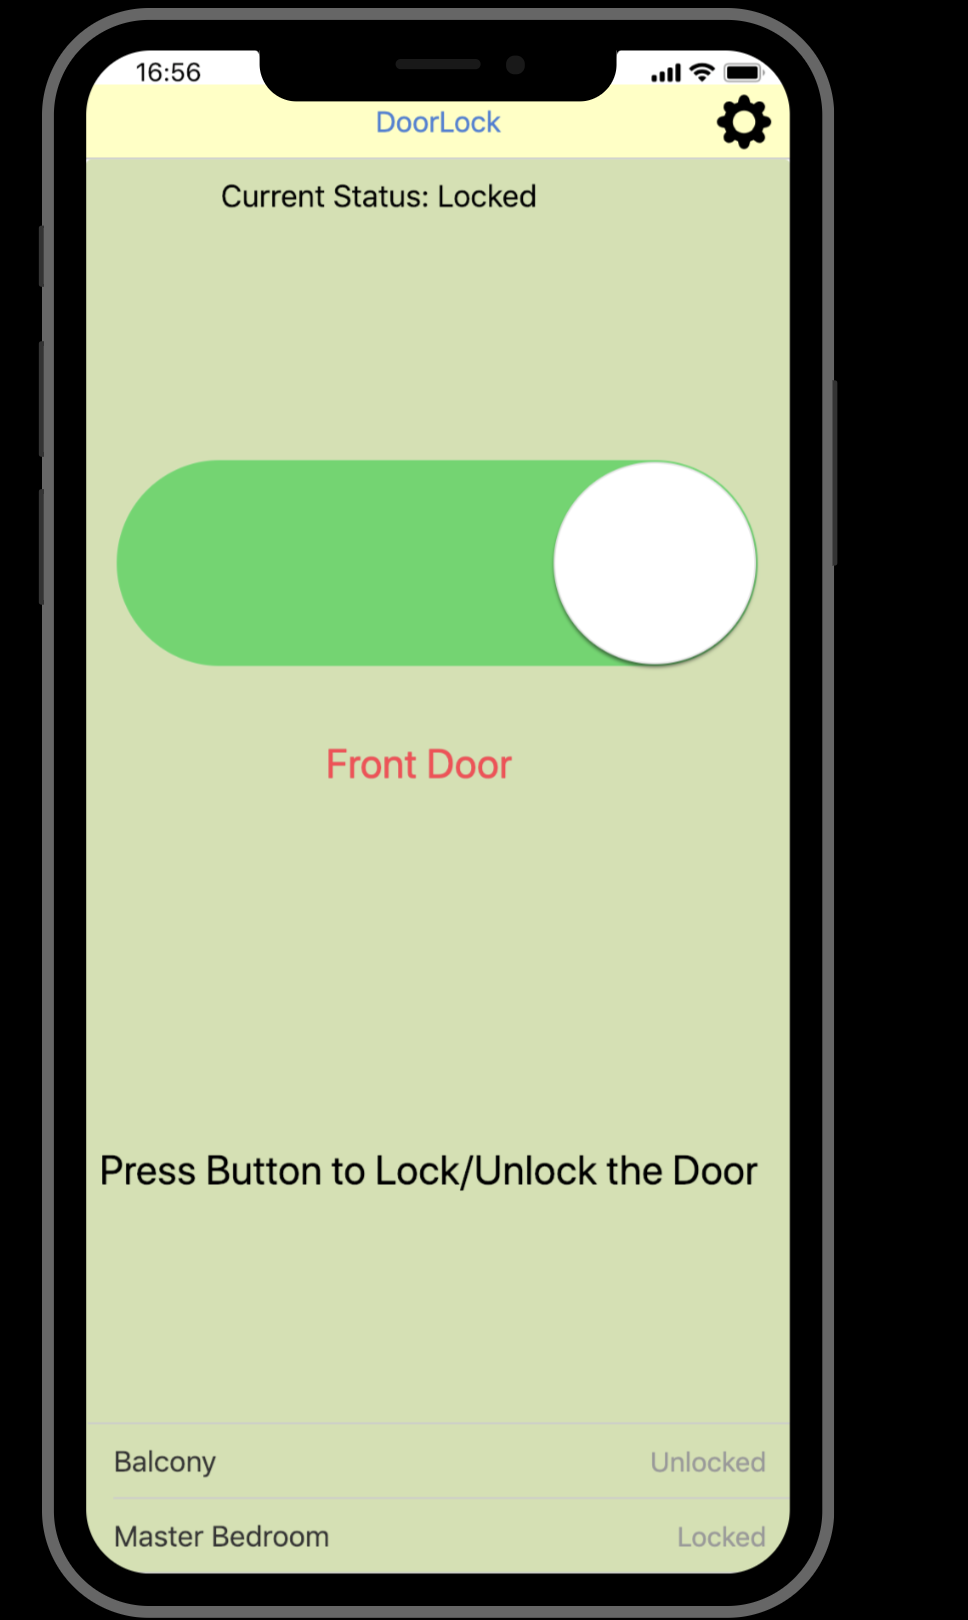 16:56
DoorLock
Current Status: Locked
Front Door
Press Button to Lock/Unlock the Door
Balcony Unlocked
Master Bedroom Locked